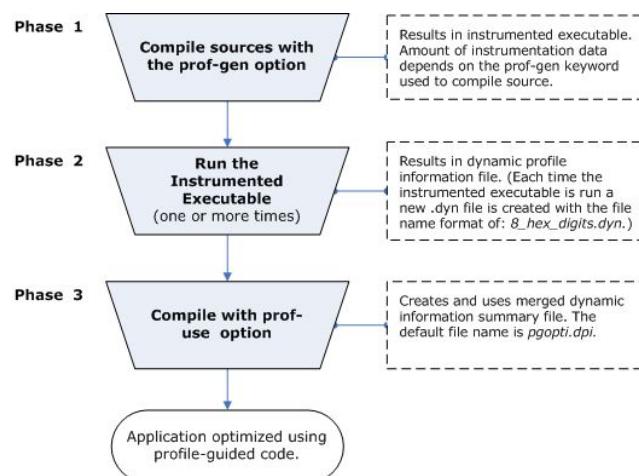 Phase 1
Compile sources with
the prof-gen option
Results in instrumented executable.
Amount of instrumentation data
depends on the prof-gen keyword
used to compile source.
Phase 2
Run the
Instrumented
Executable
(one or more times)
Results in dynamic profile
information file. (Each time the
instrumented executable is run a
new .dyn file is created with the file
name format of: 8_hex_digits.dyn.)
Phase 3
Compile with prof-
use option
Creates and uses merged dynamic
information summary file. The
default file name is pgopti.dpi.
Application optimized using
profile-guided code.